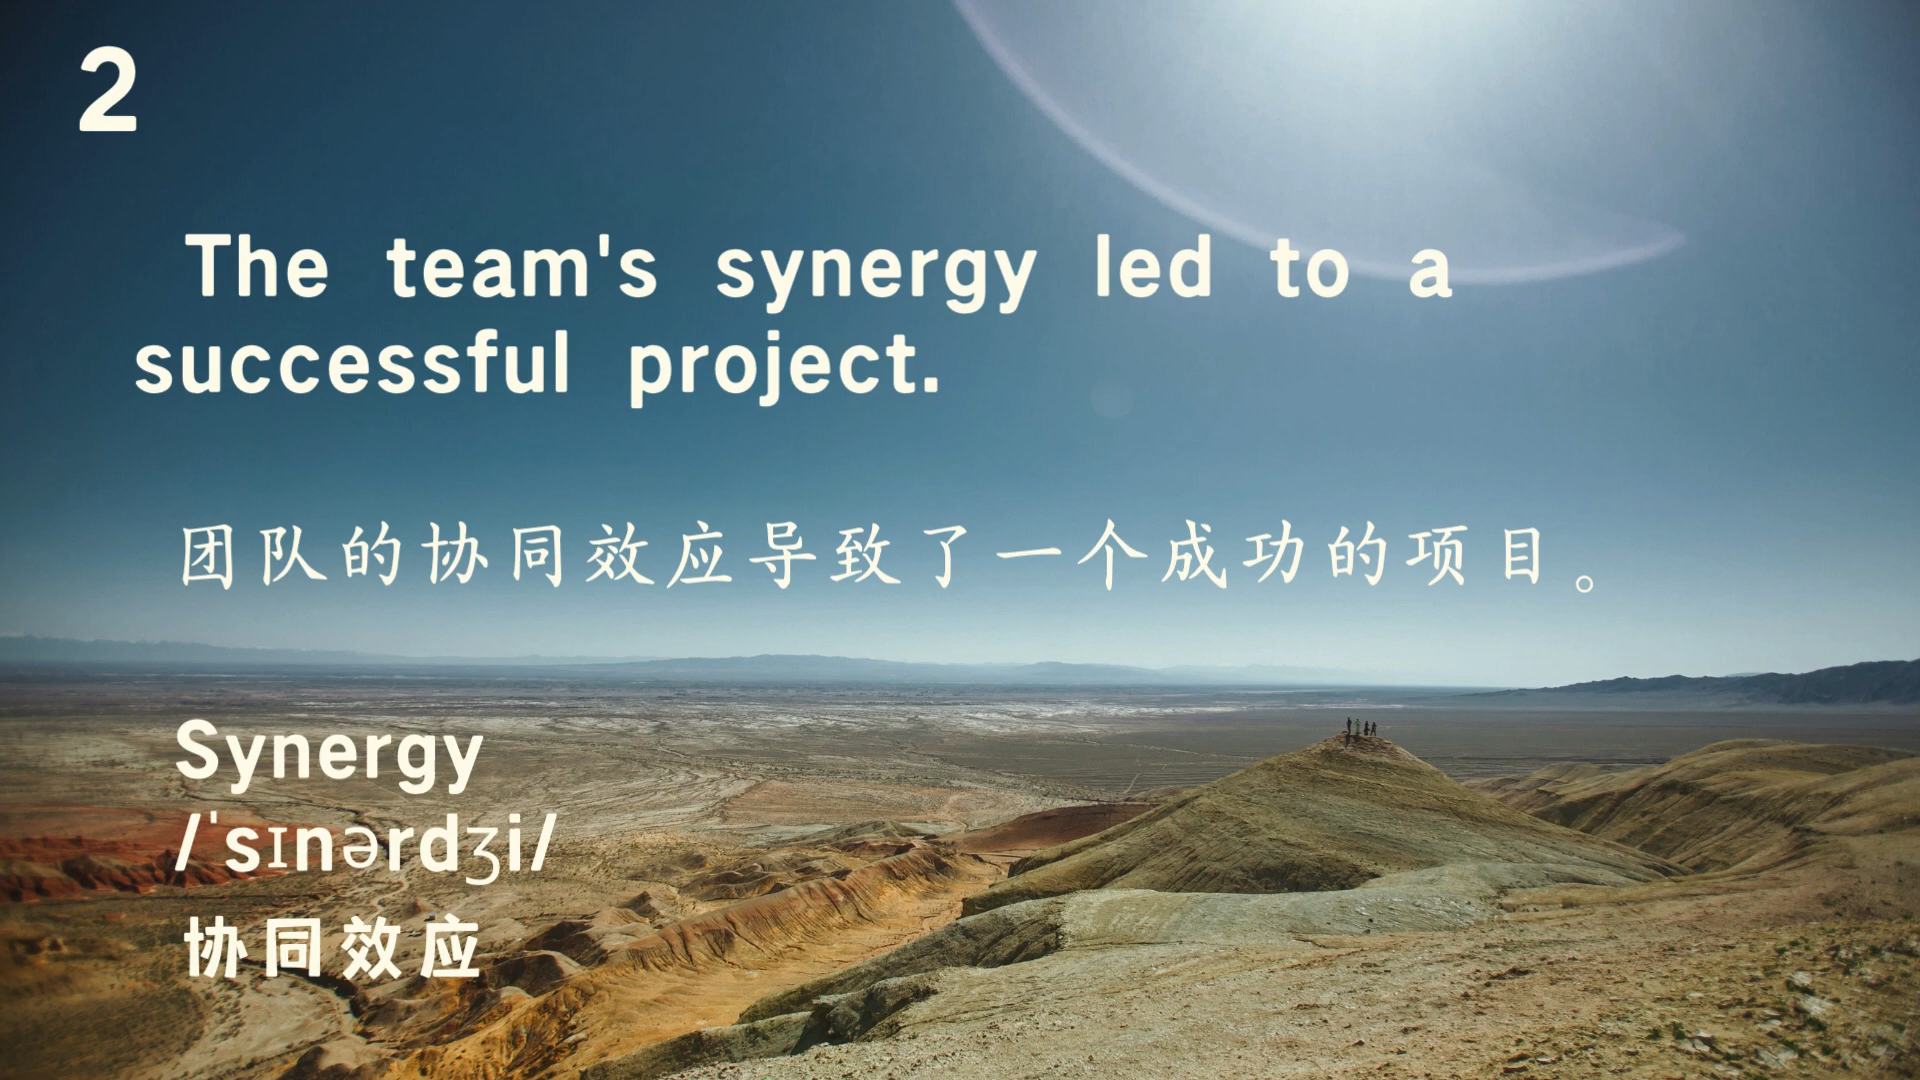 2
The team's synergy led to a
successful project.
团队的协同效应导致了一个成功的项目。
Synergy
/ˈsɪnərdʒi/
协同效应